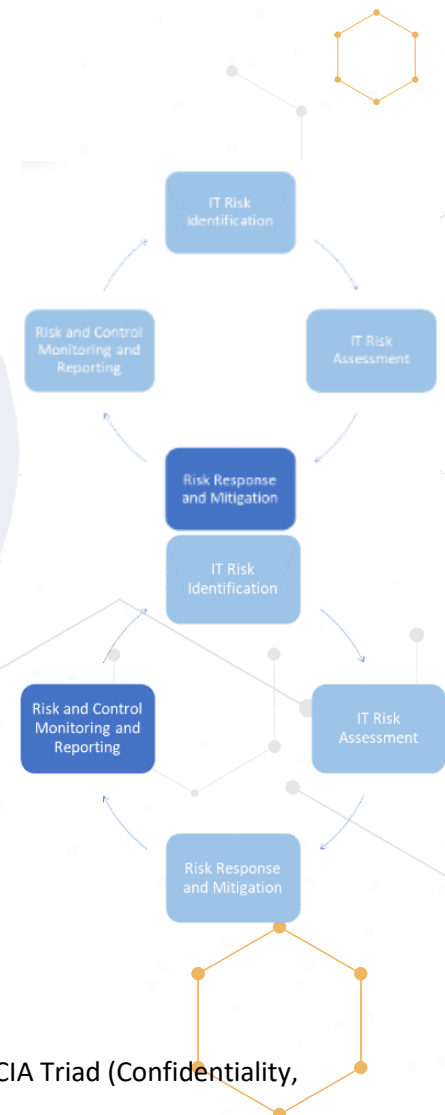 IT Risk
Identification
Risk and Control
Monitoring and
Reporting
IT Risk
Assessment
Risk Response
and Mitigation
IT Risk
Identification
Risk and Control
Monitoring and
Reporting
IT Risk
Assessment
Risk Response
and Mitigation
CIA Triad (Confidentiality,